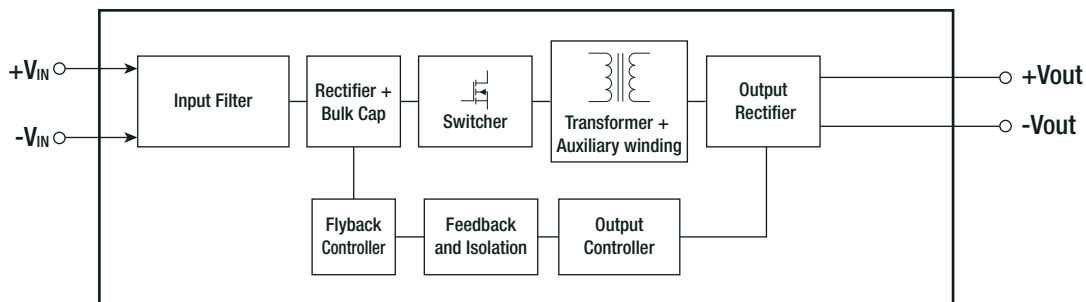 +VIN
-VIN
Input Filter
Rectifier +
Bulk Cap
Switcher
Transformer +
Auxiliary winding
Output
Rectifier
+Vout
-Vout
Flyback
Controller
Feedback
and Isolation
Output
Controller